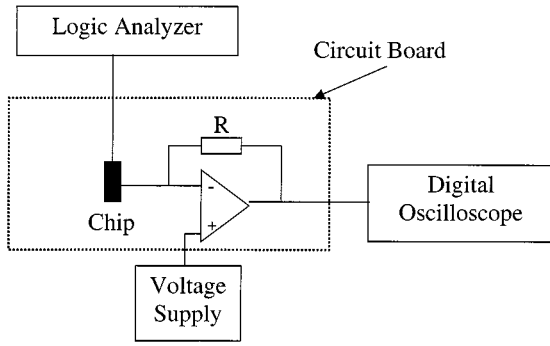 Logic Analyzer
Circuit Board
R
-
+
Chip
Digital
Oscilloscope
Voltage
Supply